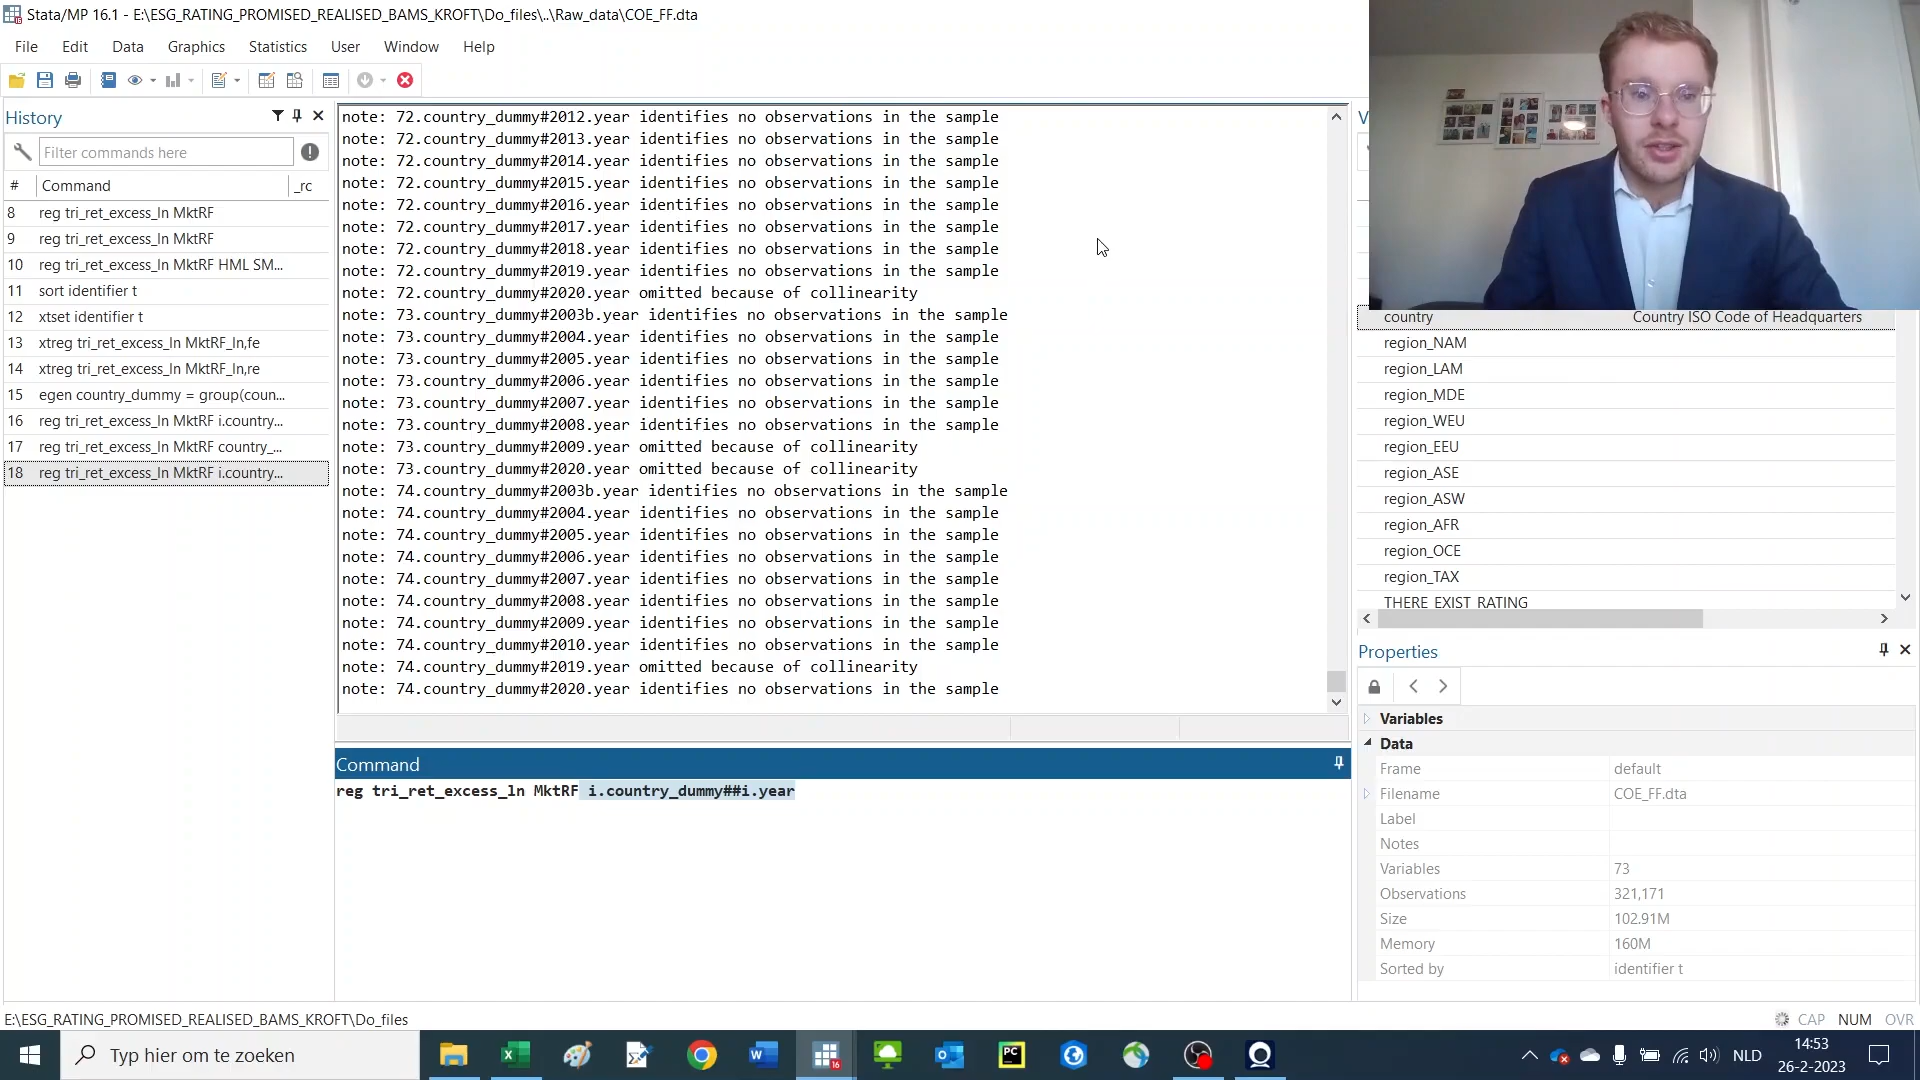 Stata/MP 16.1 - E:\ESG_RATING_PROMISED_REALISED_BAMS_KROFT\Do_files\..\Raw_data\COE_FF.dta
File Edit Data Graphics Statistics User Window Help
History
Filter commands here
# Command _rc
8 reg tri_ret_excess_ln MktRF
9 reg tri_ret_excess_ln MktRF
10 reg tri_ret_excess_ln MktRF HML SM...
11 sort identifier t
12 xtset identifier t
13 xtreg tri_ret_excess_ln MktRF_ln,fe
14 xtreg tri_ret_excess_ln MktRF_ln,re
15 egen country_dummy = group(coun...
16 reg tri_ret_excess_ln MktRF i.country...
17 reg tri_ret_excess_ln MktRF country_...
18 reg tri_ret_excess_ln MktRF i.country...
note: 72.country_dummy#2012.year identifies no observations in the sample
note: 72.country_dummy#2013.year identifies no observations in the sample
note: 72.country_dummy#2014.year identifies no observations in the sample
note: 72.country_dummy#2015.year identifies no observations in the sample
note: 72.country_dummy#2016.year identifies no observations in the sample
note: 72.country_dummy#2017.year identifies no observations in the sample
note: 72.country_dummy#2018.year identifies no observations in the sample
note: 72.country_dummy#2019.year identifies no observations in the sample
note: 72.country_dummy#2020.year omitted because of collinearity
note: 73.country_dummy#2003b.year identifies no observations in the sample
note: 73.country_dummy#2004.year identifies no observations in the sample
note: 73.country_dummy#2005.year identifies no observations in the sample
note: 73.country_dummy#2006.year identifies no observations in the sample
note: 73.country_dummy#2007.year identifies no observations in the sample
note: 73.country_dummy#2008.year identifies no observations in the sample
note: 73.country_dummy#2009.year omitted because of collinearity
note: 73.country_dummy#2020.year omitted because of collinearity
note: 74.country_dummy#2003b.year identifies no observations in the sample
note: 74.country_dummy#2004.year identifies no observations in the sample
note: 74.country_dummy#2005.year identifies no observations in the sample
note: 74.country_dummy#2006.year identifies no observations in the sample
note: 74.country_dummy#2007.year identifies no observations in the sample
note: 74.country_dummy#2008.year identifies no observations in the sample
note: 74.country_dummy#2009.year identifies no observations in the sample
note: 74.country_dummy#2010.year identifies no observations in the sample
note: 74.country_dummy#2019.year omitted because of collinearity
note: 74.country_dummy#2020.year identifies no observations in the sample
Command
reg tri_ret_excess_ln MktRF i.country_dummy##i.year
V
country Country ISO Code of Headquarters
region_NAM
region_LAM
region_MDE
region_WEU
region_EEU
region_ASE
region_ASW
region_AFR
region_OCE
region_TAX
THERE EXIST RATING
Properties
Variables
Data
Frame default
Filename COE_FF.dta
Label
Notes
Variables 73
Observations 321,171
Size 102.91M
Memory 160M
Sorted by identifier t
E:\ESG_RATING_PROMISED_REALISED_BAMS_KROFT\Do_files
CAP NUM OVR
Typ hier om te zoeken
16
PC
NLD
14:53
26-2-2023